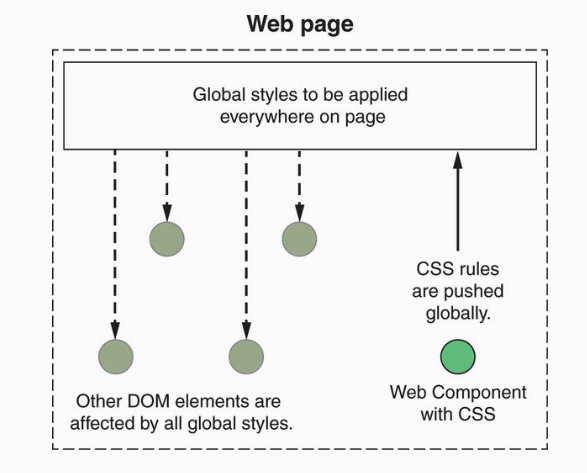 Web page
Global styles to be applied
everywhere on page
CSS rules
are pushed
globally.
Other DOM elements are
affected by all global styles.
Web Component
with CSS